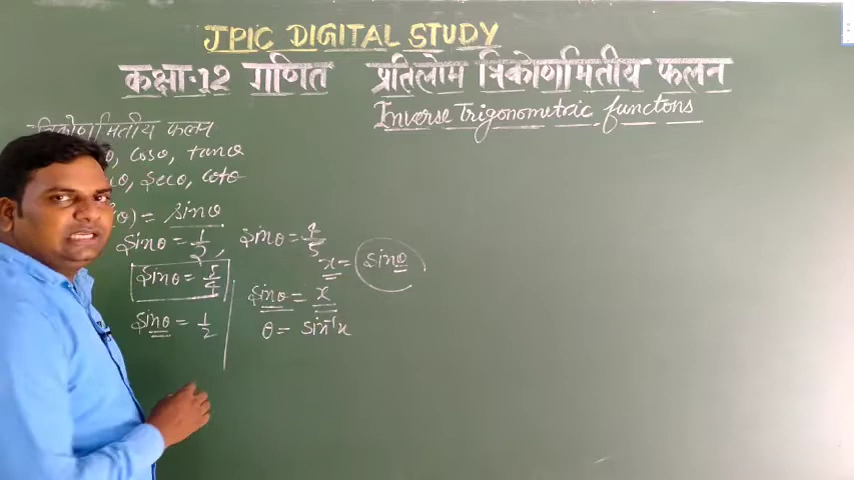 JPIC DIGITAL STUDY
कक्षा-12 गणित प्रतिलोम त्रिकोणमितीय फलन
Inverse Trigonometric functons
त्रिकोणमितीय फलन
cosθ, tanθ
secθ, cotθ
(θ) = sinθ
sinθ = 1/2, sinθ = 4/5
x = sinθ
sinθ = 5/4 sinθ = x
sinθ = 1/2 θ = sin⁻¹x